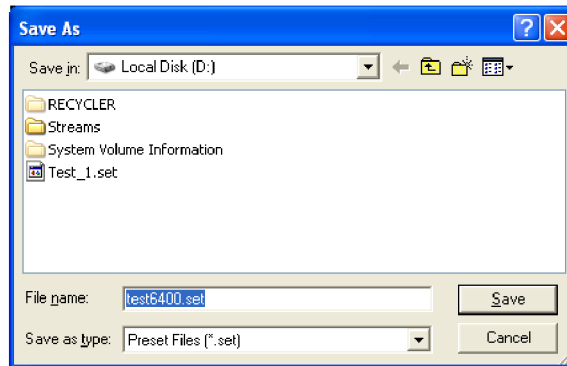 Save As
Save in: Local Disk (D:)
RECYCLER
Streams
System Volume Information
Test_1.set
File name: test6400.set Save
Save as type: Preset Files (*.set) Cancel